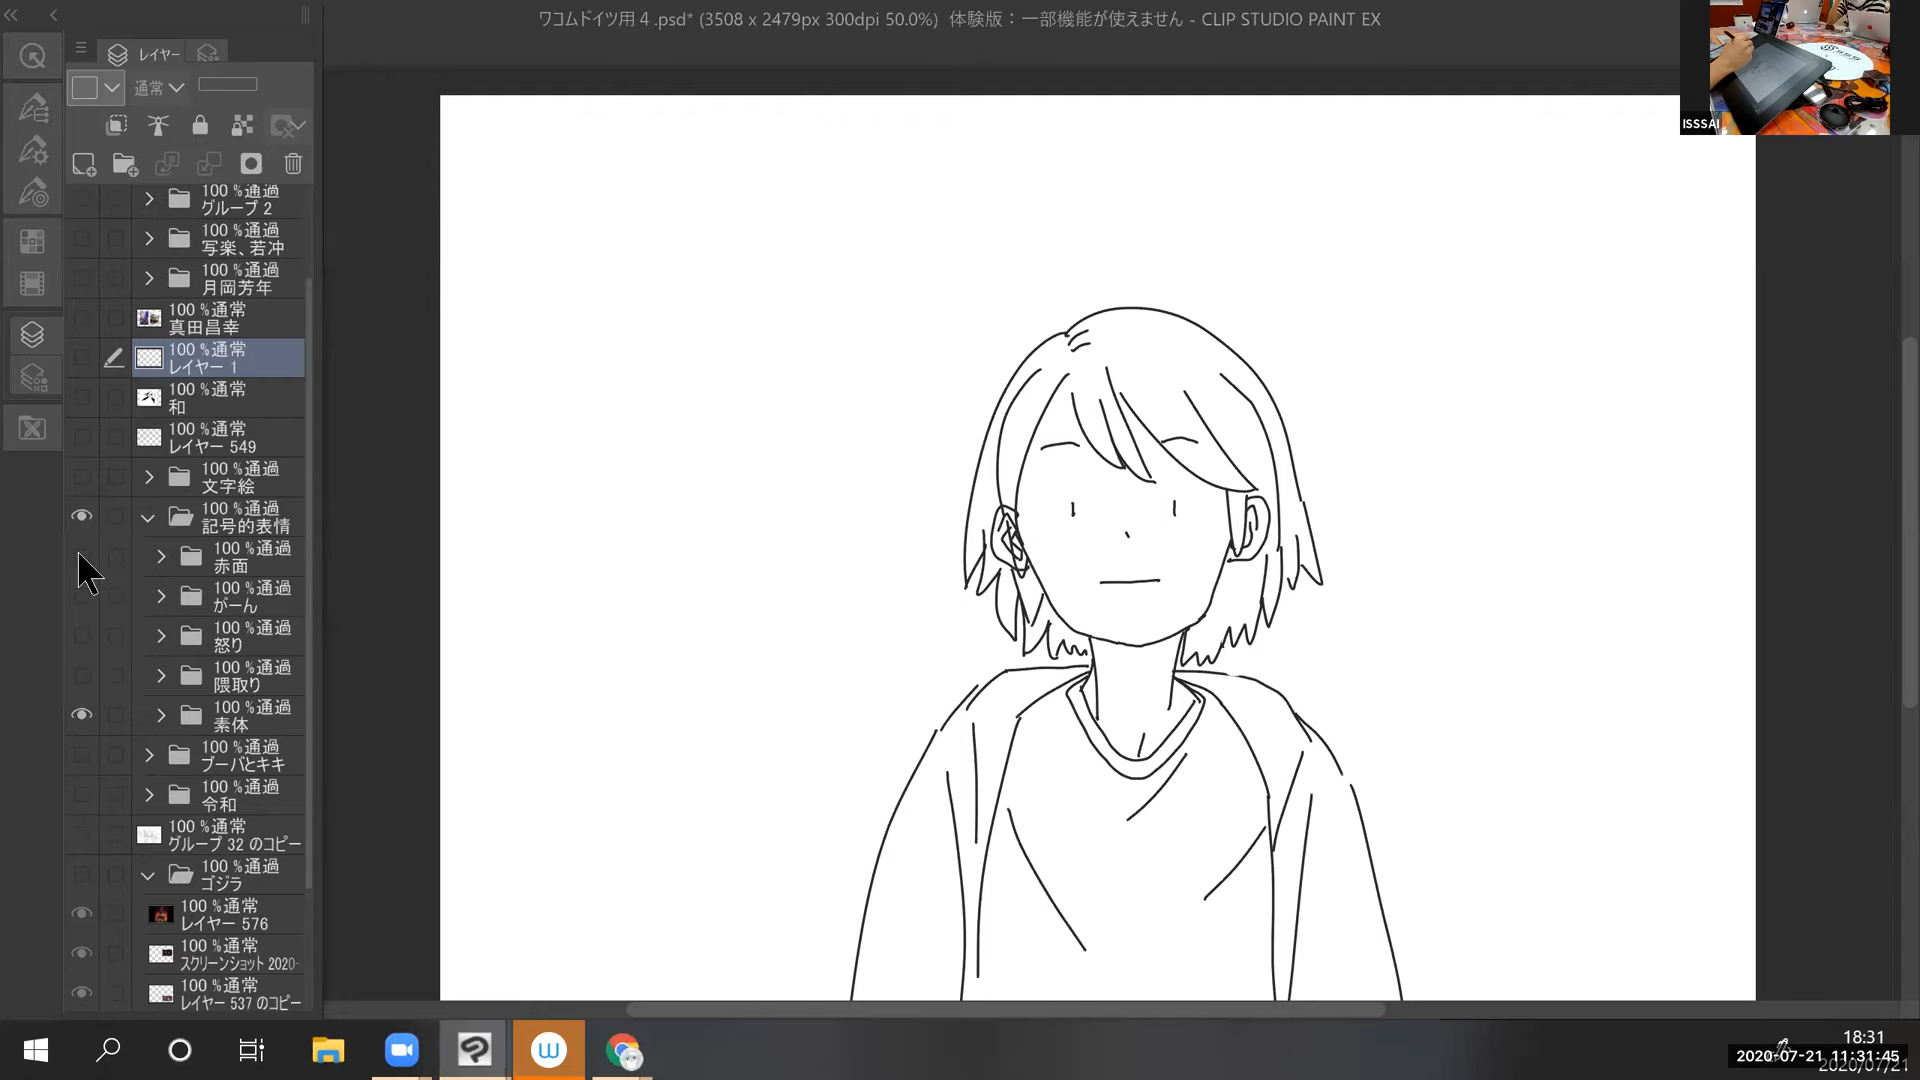 ワコムドイツ用 4 .psd* (3508 x 2479px 300dpi 50.0%)  体験版：一部機能が使えません - CLIP STUDIO PAINT EX
レイヤー
通常
100 %通過
グループ 2
100 %通過
写楽、若冲
100 %通過
月岡芳年
100 %通常
真田昌幸
100 %通常
レイヤー 1
100 %通常
和
100 %通常
レイヤー 549
100 %通過
文字絵
100 %通過
記号的表情
100 %通過
赤面
100 %通過
がーん
100 %通過
怒り
100 %通過
隈取り
100 %通過
素体
100 %通過
ブーバとキキ
100 %通過
令和
100 %通常
グループ 32 のコピー
100 %通過
ゴジラ
100 %通常
レイヤー 576
100 %通常
スクリーンショット 2020-
100 %通常
レイヤー 537 のコピー
ISSSAI
18:31
2020-07-21 11:31:45
2020/07/21